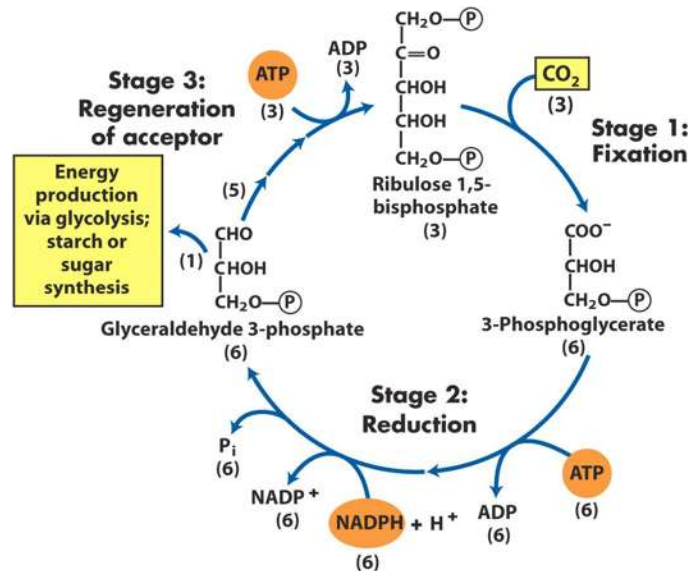 Stage 3:
Regeneration
of acceptor
ATP
(3)
ADP
(3)
CH₂O—P
C=O
CHOH
CHOH
CH₂O—P
Ribulose 1,5-
bisphosphate
(3)
CO₂
(3)
Stage 1:
Fixation
COO⁻
CHOH
CH₂O—P
3-Phosphoglycerate
(6)
Stage 2:
Reduction
ATP
(6)
ADP
(6)
NADPH + H⁺
(6)
NADP⁺
(6)
Pᵢ
(6)
CHO
CHOH
CH₂O—P
Glyceraldehyde 3-phosphate
(6)
(5)
(1)
Energy
production
via glycolysis;
starch or
sugar
synthesis